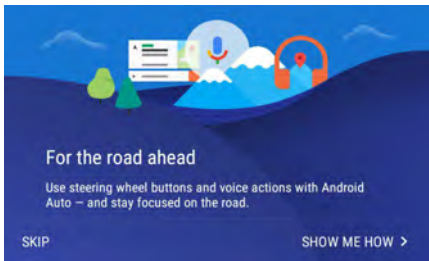 For the road ahead
Use steering wheel buttons and voice actions with Android
Auto — and stay focused on the road.
SKIP
SHOW ME HOW >